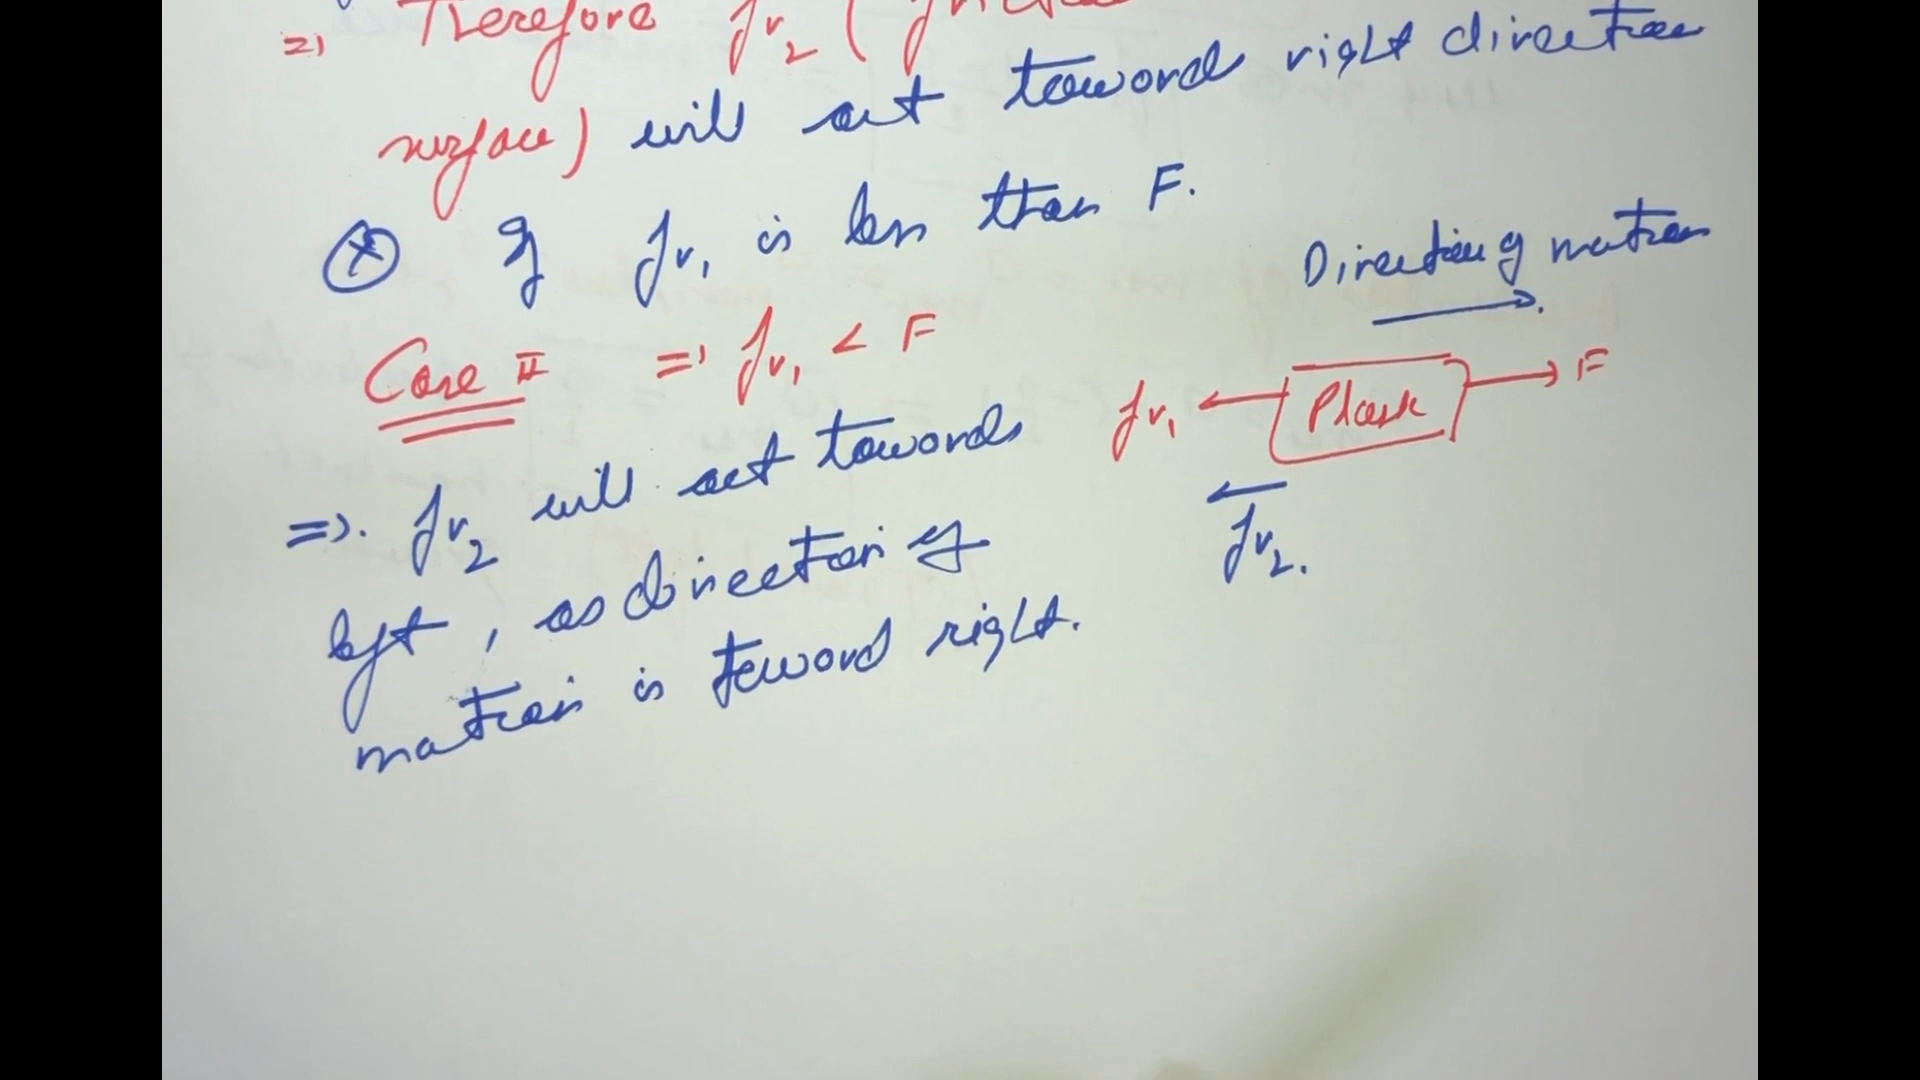 => Therefore fr2 (
surface) will act toward right direction
* If fr1 is less than F.
Direction of motion
Case II => fr1 < F
fr1 Plank F
=>. fr2 will act towards
fr2.
left, as direction of
motion is toward right.